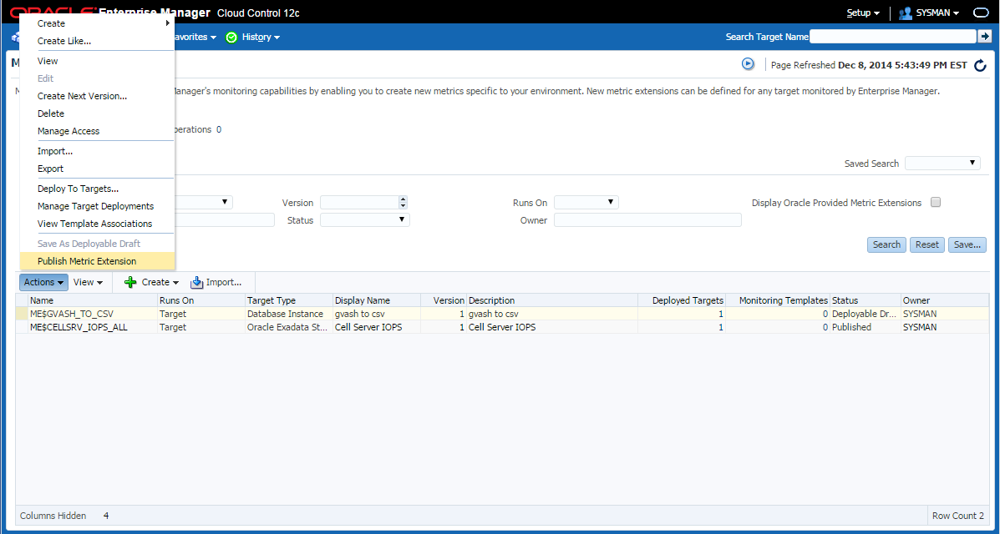 ORACLE Enterprise Manager Cloud Control 12c Setup SYSMAN
avorites History Search Target Name
Create
Create Like...
View
Edit
Create Next Version...
Delete
Manage Access
Import...
Export
Deploy To Targets...
Manage Target Deployments
View Template Associations
Save As Deployable Draft
Publish Metric Extension
M Page Refreshed Dec 8, 2014 5:43:49 PM EST
anager's monitoring capabilities by enabling you to create new metrics specific to your environment. New metric extensions can be defined for any target monitored by Enterprise Manager.
perations 0
Saved Search
Version Runs On Display Oracle Provided Metric Extensions
Status Owner
Search Reset Save...
Actions View Create Import...
Name Runs On Target Type Display Name Version Description Deployed Targets Monitoring Templates Status Owner
ME$GVASH_TO_CSV Target Database Instance gvash to csv 1 gvash to csv 1 0 Deployable Dr... SYSMAN
ME$CELLSRV_IOPS_ALL Target Oracle Exadata St... Cell Server IOPS 1 Cell Server IOPS 1 0 Published SYSMAN
Columns Hidden 4 Row Count 2